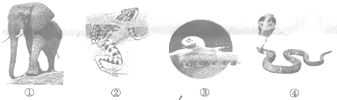 ① ② ③ ④